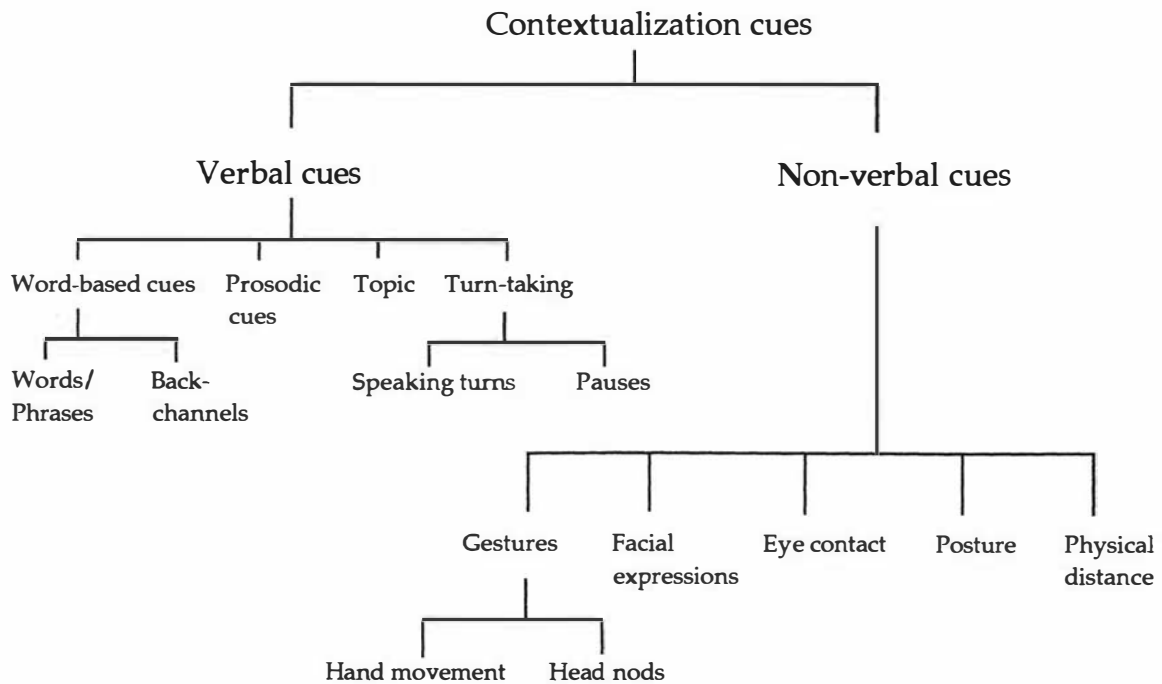 Contextualization cues
Verbal cues
Non-verbal cues
Word-based cues
Prosodic
cues
Topic
Turn-taking
Words/
Phrases
Back-
channels
Speaking turns
Pauses
Gestures
Facial
expressions
Eye contact
Posture
Physical
distance
Hand movement
Head nods